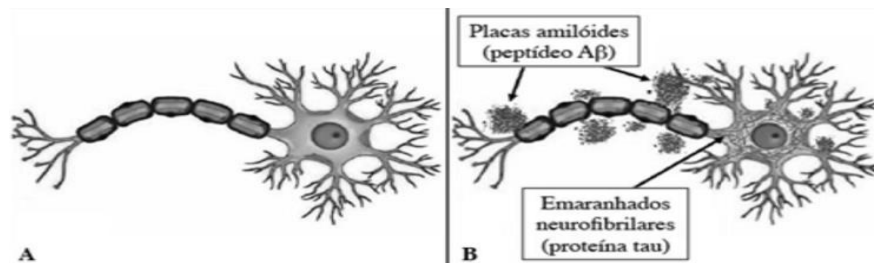 Placas amilóides
(peptídeo Aβ)
Emaranhados
neurofibrilares
(proteína tau)
A
B